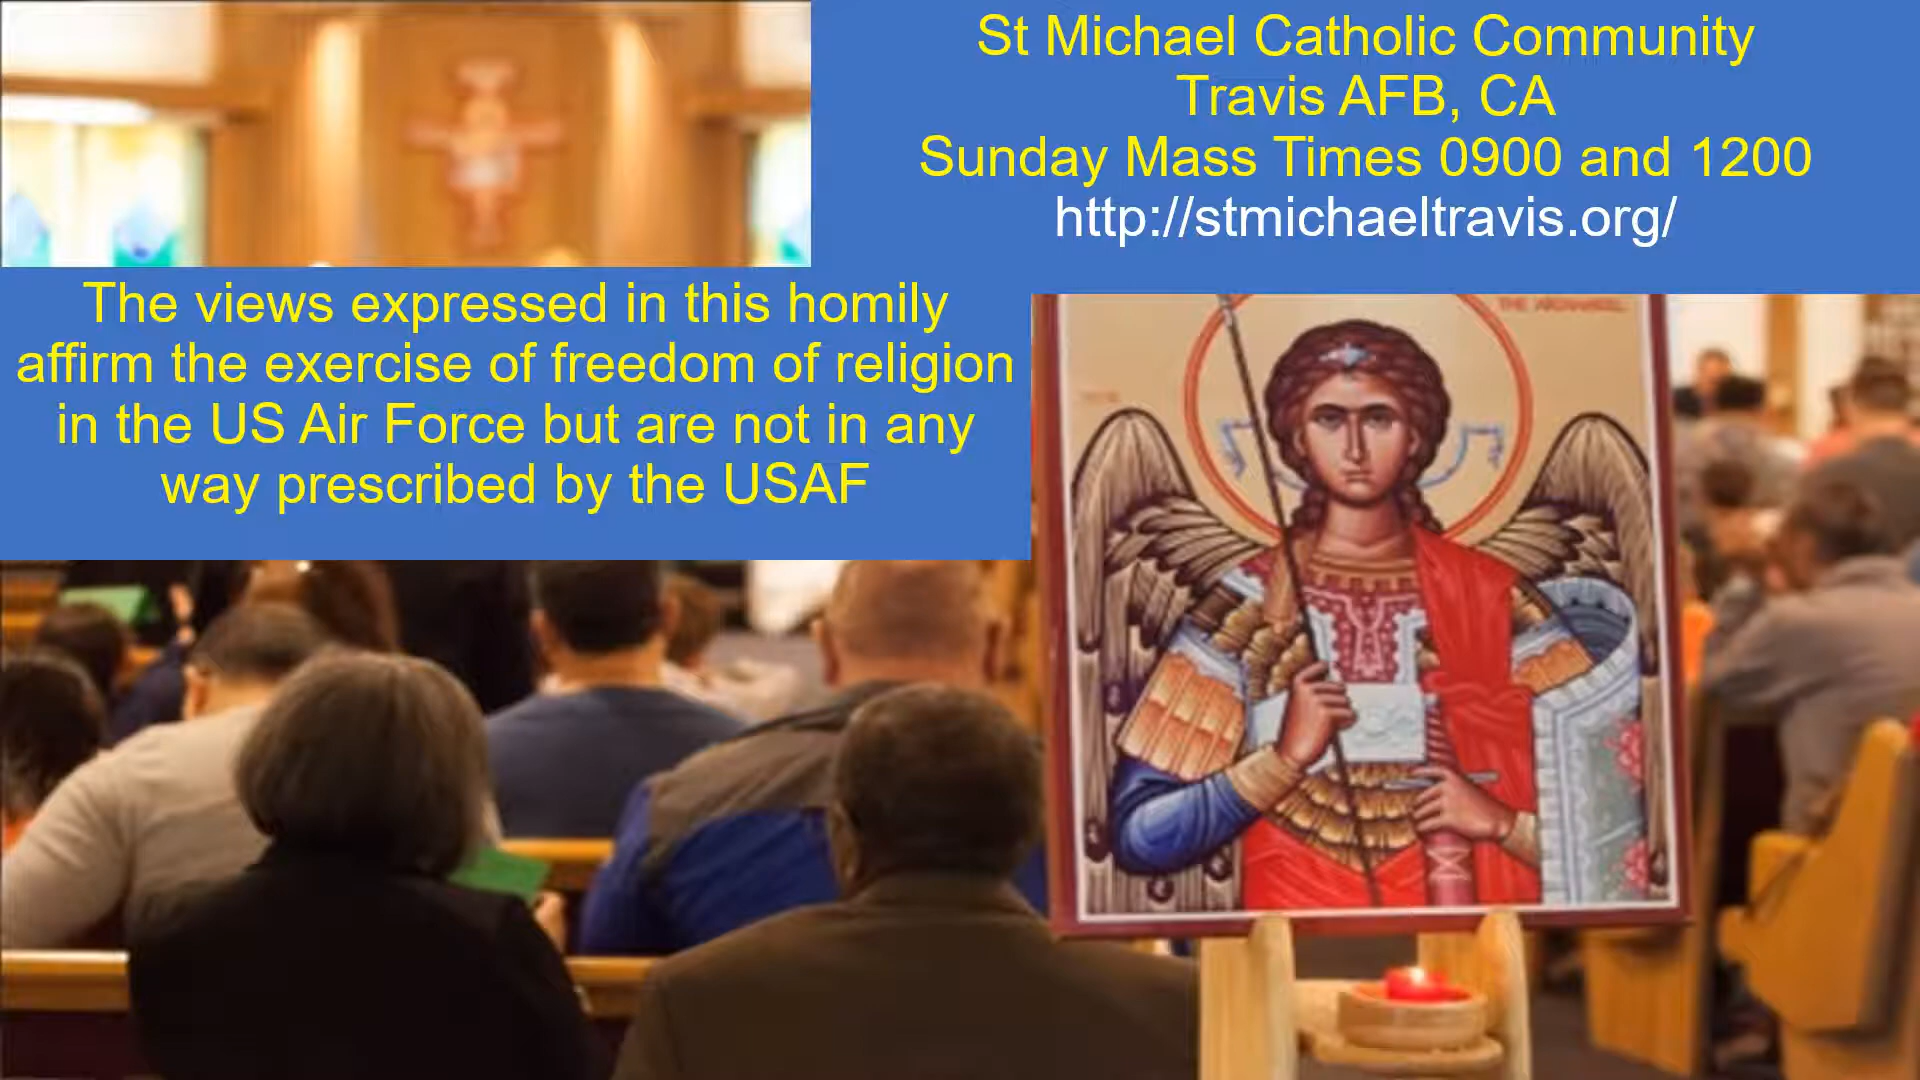 St Michael Catholic Community
Travis AFB, CA
Sunday Mass Times 0900 and 1200
http://stmichaeltravis.org/
The views expressed in this homily
affirm the exercise of freedom of religion
in the US Air Force but are not in any
way prescribed by the USAF
THE ARCHANGEL